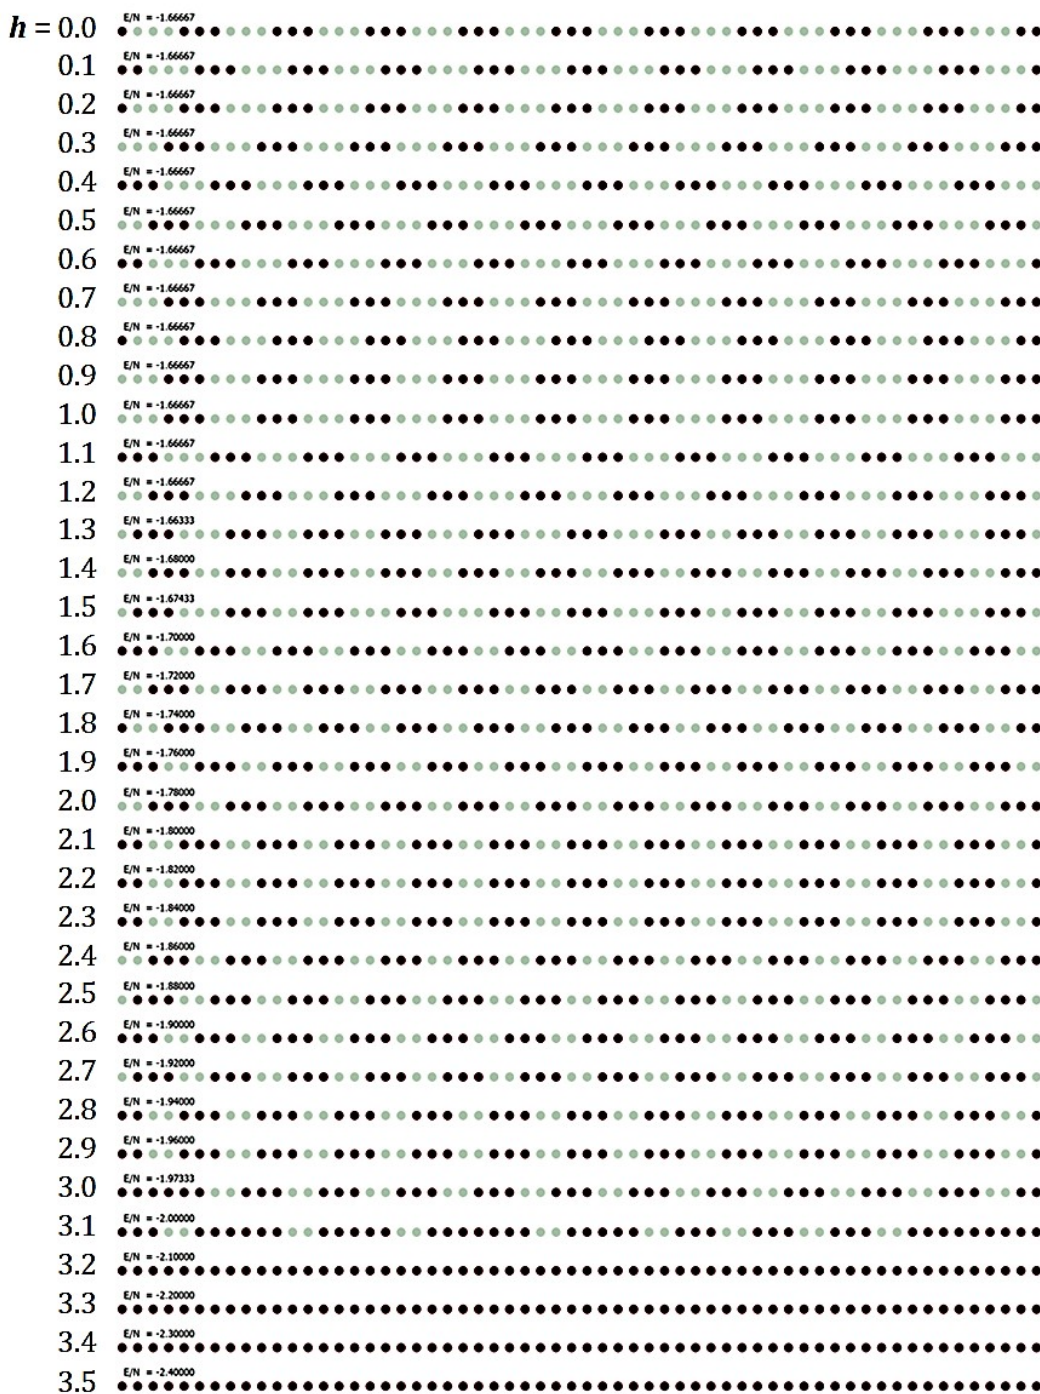 h = 0.0 E/N = -1.66667
0.1 E/N = -1.66667
0.2 E/N = -1.66667
0.3 E/N = -1.66667
0.4 E/N = -1.66667
0.5 E/N = -1.66667
0.6 E/N = -1.66667
0.7 E/N = -1.66667
0.8 E/N = -1.66667
0.9 E/N = -1.66667
1.0 E/N = -1.66667
1.1 E/N = -1.66667
1.2 E/N = -1.66667
1.3 E/N = -1.66333
1.4 E/N = -1.68000
1.5 E/N = -1.67433
1.6 E/N = -1.70000
1.7 E/N = -1.72000
1.8 E/N = -1.74000
1.9 E/N = -1.76000
2.0 E/N = -1.78000
2.1 E/N = -1.80000
2.2 E/N = -1.82000
2.3 E/N = -1.84000
2.4 E/N = -1.86000
2.5 E/N = -1.88000
2.6 E/N = -1.90000
2.7 E/N = -1.92000
2.8 E/N = -1.94000
2.9 E/N = -1.96000
3.0 E/N = -1.97333
3.1 E/N = -2.00000
3.2 E/N = -2.10000
3.3 E/N = -2.20000
3.4 E/N = -2.30000
3.5 E/N = -2.40000